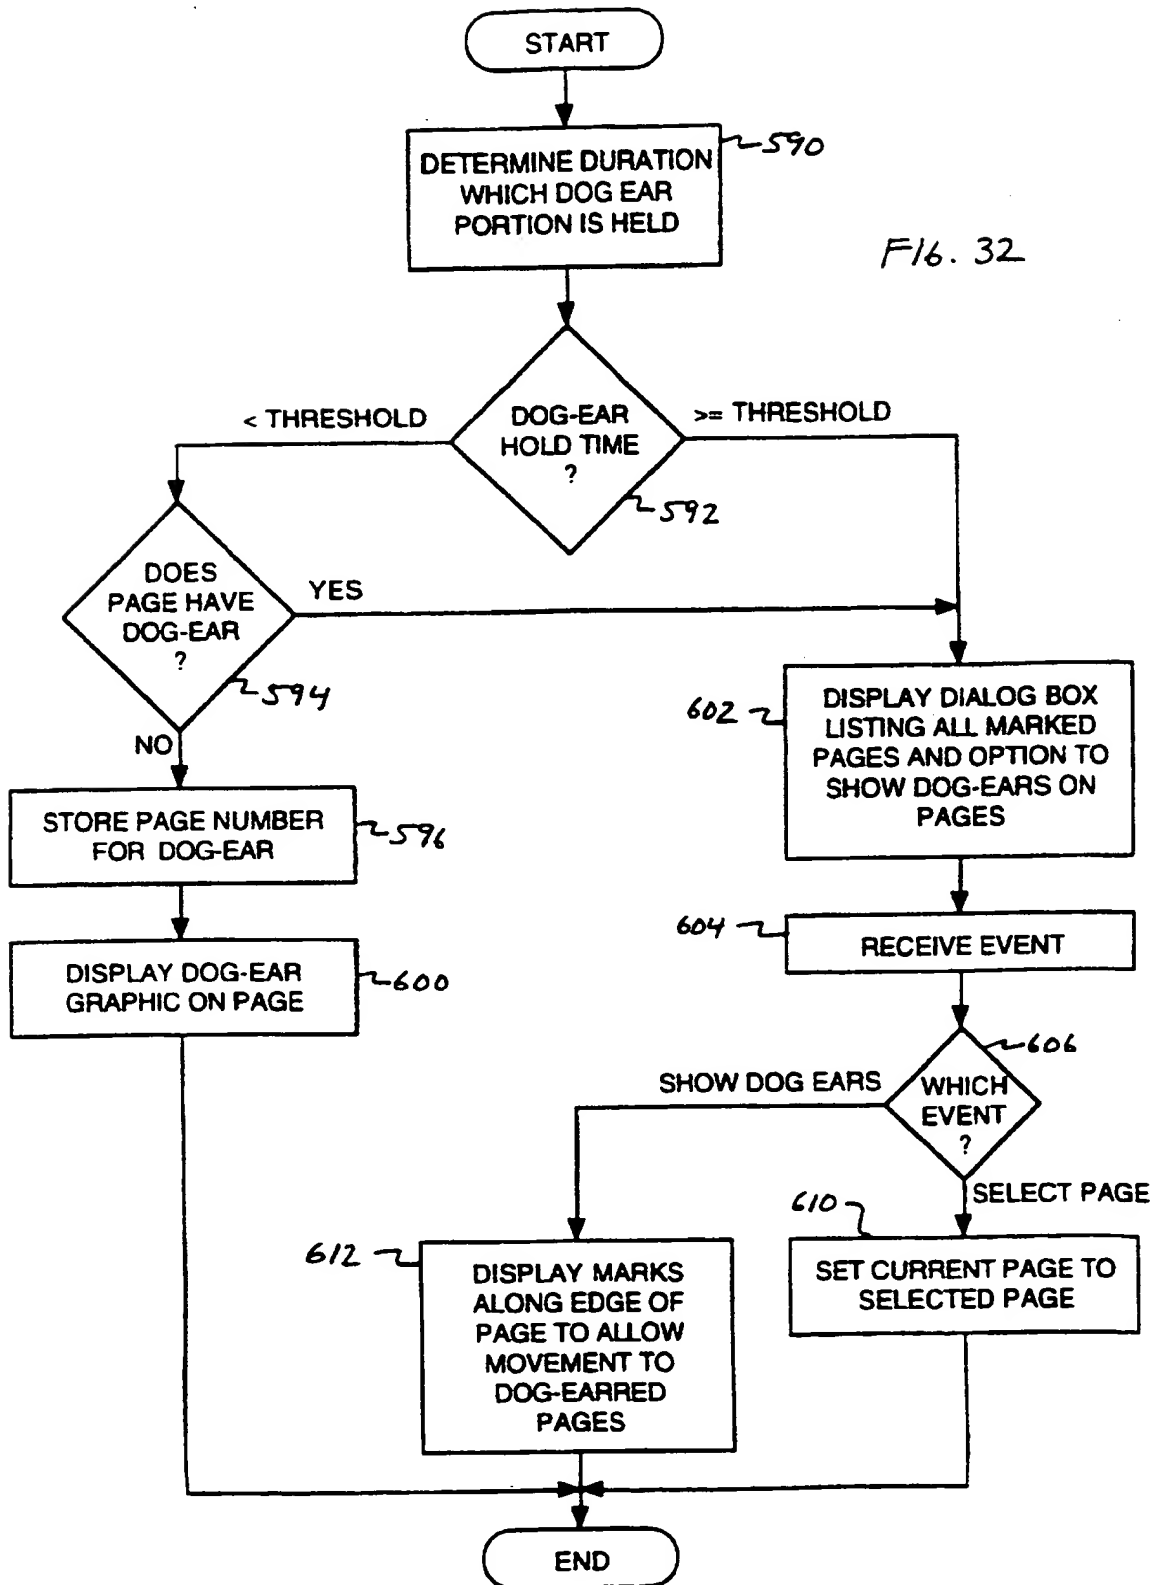 START
DETERMINE DURATION
WHICH DOG EAR
PORTION IS HELD
590
FIG. 32
< THRESHOLD
DOG-EAR
HOLD TIME
?
>= THRESHOLD
592
DOES
PAGE HAVE
DOG-EAR
?
YES
594
NO
602
DISPLAY DIALOG BOX
LISTING ALL MARKED
PAGES AND OPTION TO
SHOW DOG-EARS ON
PAGES
STORE PAGE NUMBER
FOR DOG-EAR
596
604
RECEIVE EVENT
DISPLAY DOG-EAR
GRAPHIC ON PAGE
600
606
SHOW DOG EARS
WHICH
EVENT
?
SELECT PAGE
610
612
DISPLAY MARKS
ALONG EDGE OF
PAGE TO ALLOW
MOVEMENT TO
DOG-EARRED
PAGES
SET CURRENT PAGE TO
SELECTED PAGE
END